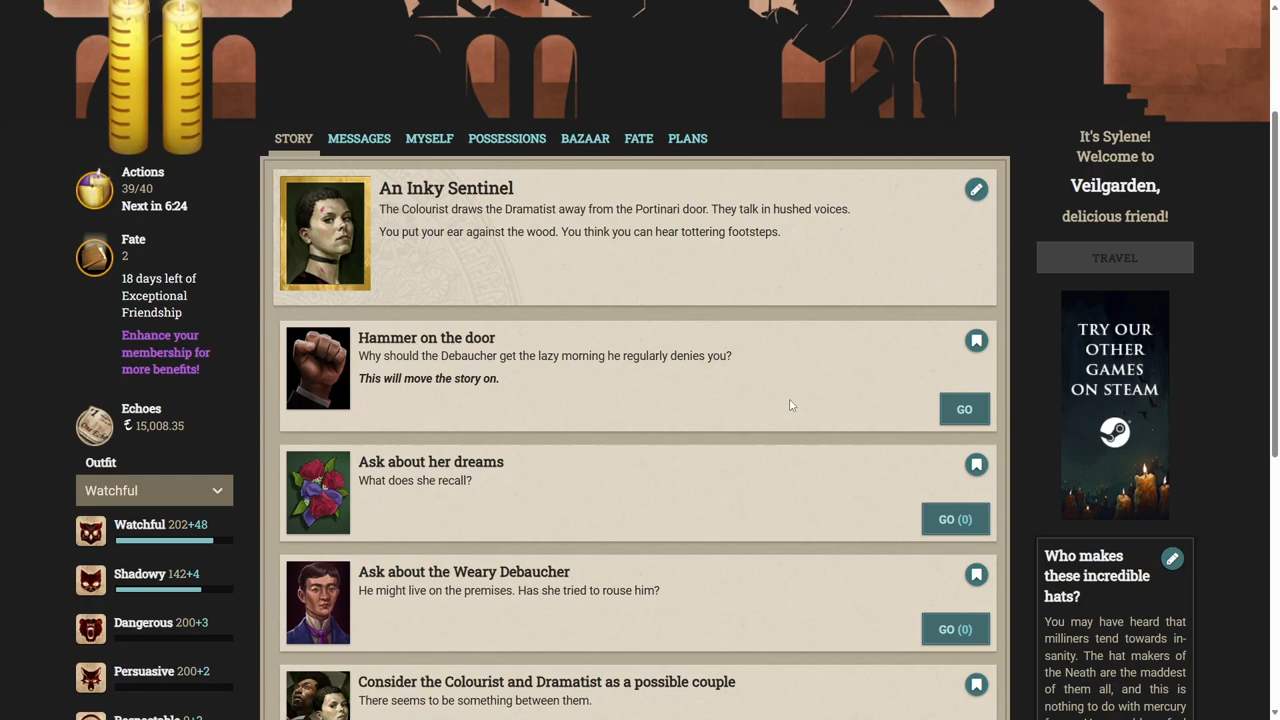 STORY MESSAGES MYSELF POSSESSIONS BAZAAR FATE PLANS
Actions
39/40
Next in 6:24
Fate
2
18 days left of
Exceptional
Friendship
Enhance your
membership for
more benefits!
Echoes
15,008.35
Outfit
Watchful
Watchful 202+48
Shadowy 142+4
Dangerous 200+3
Persuasive 200+2
An Inky Sentinel
The Colourist draws the Dramatist away from the Portinari door. They talk in hushed voices.
You put your ear against the wood. You think you can hear tottering footsteps.
Hammer on the door
Why should the Debaucher get the lazy morning he regularly denies you?
This will move the story on.
GO
Ask about her dreams
What does she recall?
GO (0)
Ask about the Weary Debaucher
He might live on the premises. Has she tried to rouse him?
GO (0)
Consider the Colourist and Dramatist as a possible couple
There seems to be something between them.
It's Sylene!
Welcome to
Veilgarden,
delicious friend!
TRAVEL
TRY OUR
OTHER
GAMES
ON STEAM
Who makes
these incredible
hats?
You may have heard that
milliners tend towards in-
sanity. The hat makers of
the Neath are the maddest
of them all, and this is
nothing to do with mercury